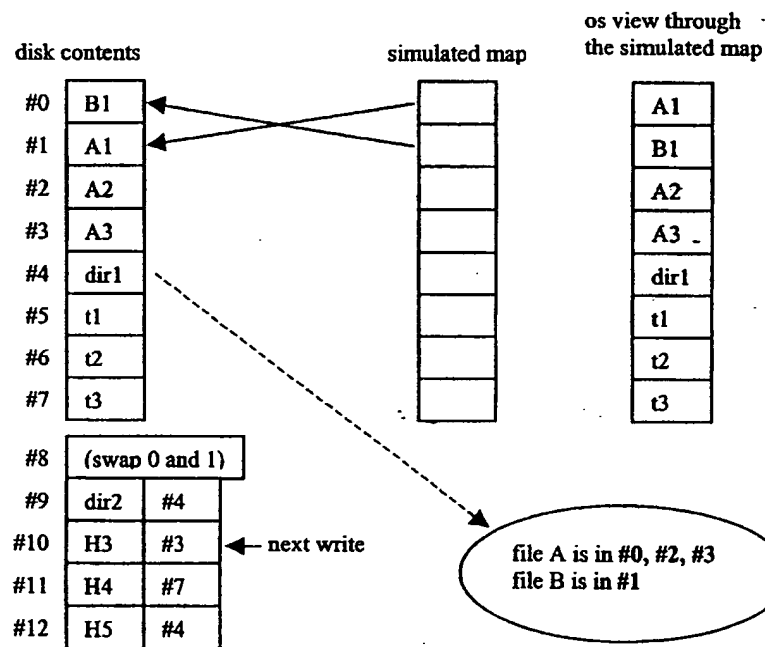 os view through
disk contents simulated map the simulated map
#0 B1 A1
#1 A1 B1
#2 A2 A2
#3 A3 A3
#4 dir1 dir1
#5 t1 t1
#6 t2 t2
#7 t3 t3
#8 (swap 0 and 1)
#9 dir2 #4
#10 H3 #3 next write
#11 H4 #7
#12 H5 #4
file A is in #0, #2, #3
file B is in #1